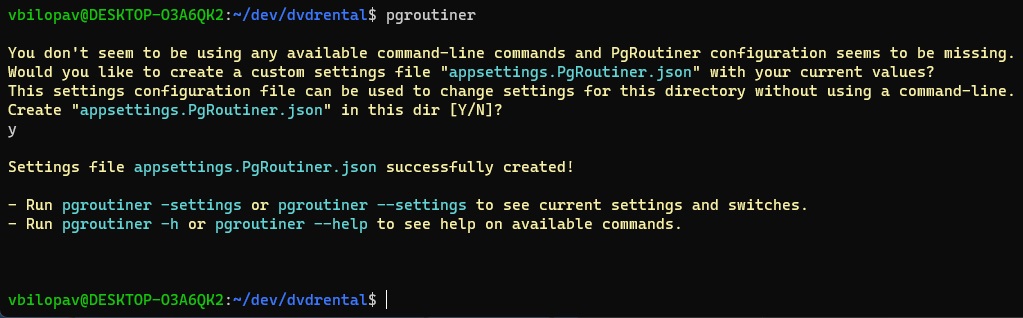 vbilopav@DESKTOP-O3A6QK2:~/dev/dvdrental$ pgroutiner
You don't seem to be using any available command-line commands and PgRoutiner configuration seems to be missing.
Would you like to create a custom settings file "appsettings.PgRoutiner.json" with your current values?
This settings configuration file can be used to change settings for this directory without using a command-line.
Create "appsettings.PgRoutiner.json" in this dir [Y/N]?
y
Settings file appsettings.PgRoutiner.json successfully created!
- Run pgroutiner -settings or pgroutiner --settings to see current settings and switches.
- Run pgroutiner -h or pgroutiner --help to see help on available commands.
vbilopav@DESKTOP-O3A6QK2:~/dev/dvdrental$